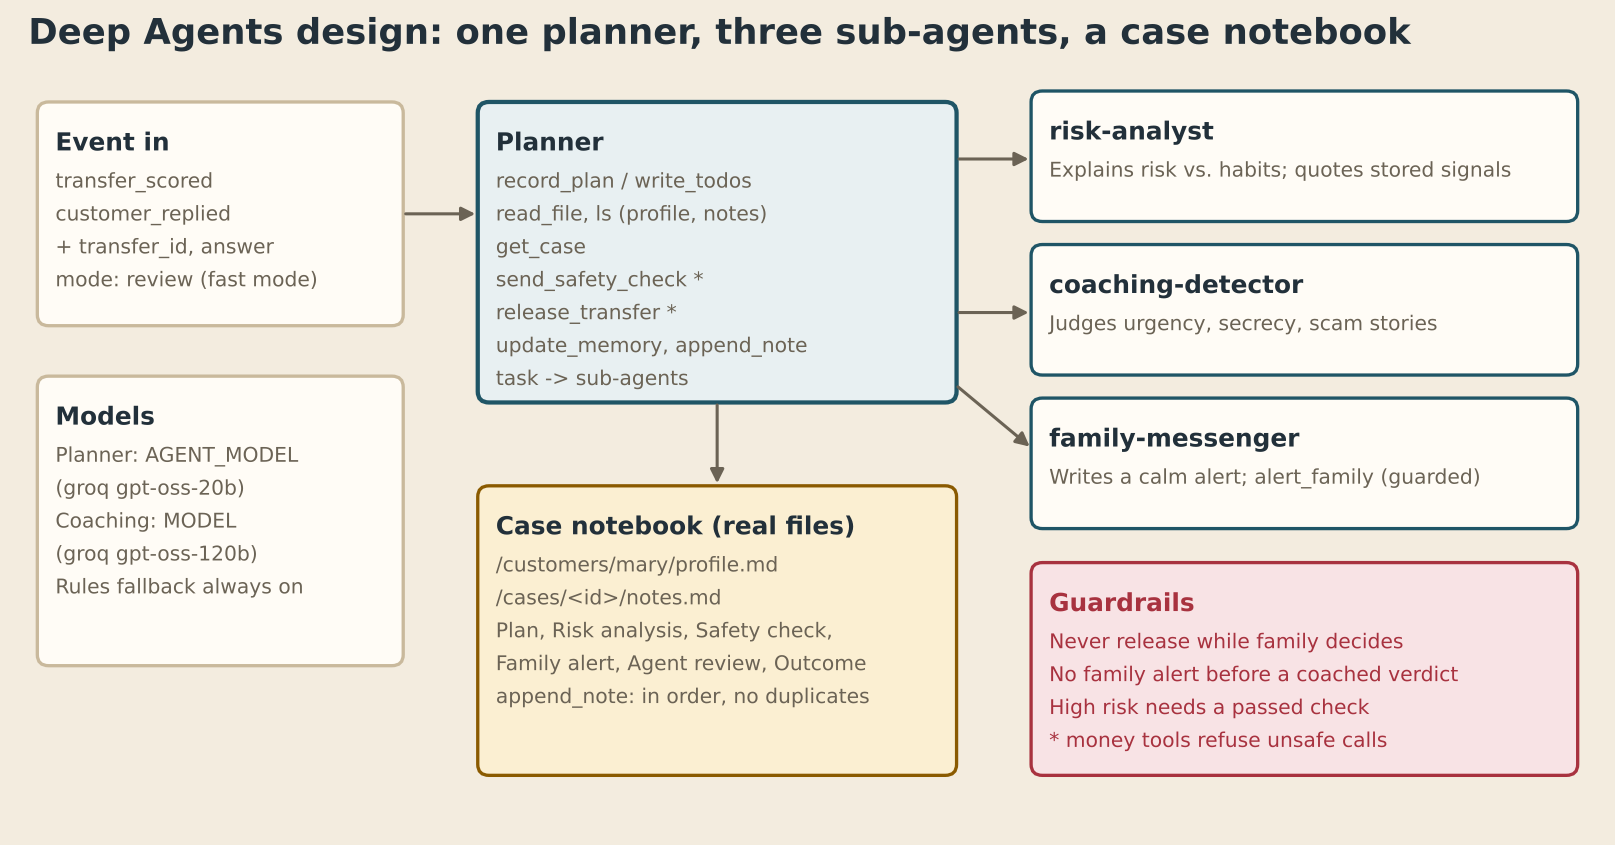 Deep Agents design: one planner, three sub-agents, a case notebook
Event in
transfer_scored
customer_replied
+ transfer_id, answer
mode: review (fast mode)
Models
Planner: AGENT_MODEL
(groq gpt-oss-20b)
Coaching: MODEL
(groq gpt-oss-120b)
Rules fallback always on
Planner
record_plan / write_todos
read_file, ls (profile, notes)
get_case
send_safety_check *
release_transfer *
update_memory, append_note
task -> sub-agents
Case notebook (real files)
/customers/mary/profile.md
/cases/<id>/notes.md
Plan, Risk analysis, Safety check,
Family alert, Agent review, Outcome
append_note: in order, no duplicates
risk-analyst
Explains risk vs. habits; quotes stored signals
coaching-detector
Judges urgency, secrecy, scam stories
family-messenger
Writes a calm alert; alert_family (guarded)
Guardrails
Never release while family decides
No family alert before a coached verdict
High risk needs a passed check
* money tools refuse unsafe calls